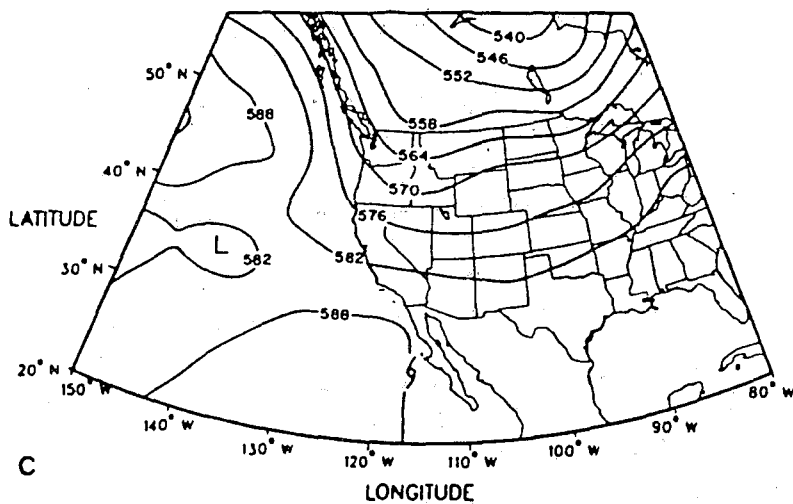 540
546
552
50° N
588
558
564
40° N
570
LATITUDE
576
L
582
582
30° N
588
20° N
150° W
80° W
140° W
90° W
130° W
100° W
120° W
110° W
C
LONGITUDE